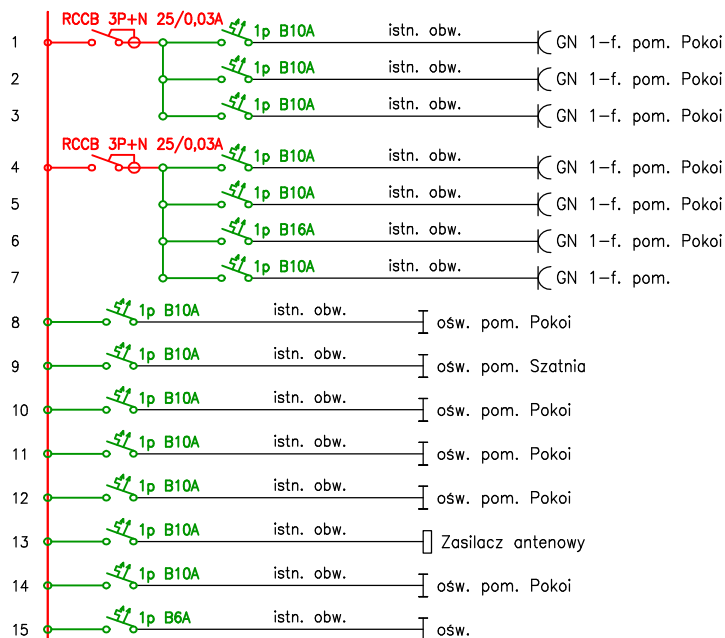 RCCB 3P+N 25/0,03A
1 1p B10A istn. obw. GN 1-f. pom. Pokoi
2 1p B10A istn. obw. GN 1-f. pom. Pokoi
3 1p B10A istn. obw. GN 1-f. pom. Pokoi
RCCB 3P+N 25/0,03A
4 1p B10A istn. obw. GN 1-f. pom. Pokoi
5 1p B10A istn. obw. GN 1-f. pom. Pokoi
6 1p B16A istn. obw. GN 1-f. pom. Pokoi
7 1p B10A istn. obw. GN 1-f. pom.
8 1p B10A istn. obw. ośw. pom. Pokoi
9 1p B10A istn. obw. ośw. pom. Szatnia
10 1p B10A istn. obw. ośw. pom. Pokoi
11 1p B10A istn. obw. ośw. pom. Pokoi
12 1p B10A istn. obw. ośw. pom. Pokoi
13 1p B10A istn. obw. Zasilacz antenowy
14 1p B10A istn. obw. ośw. pom. Pokoi
15 1p B6A istn. obw. ośw.